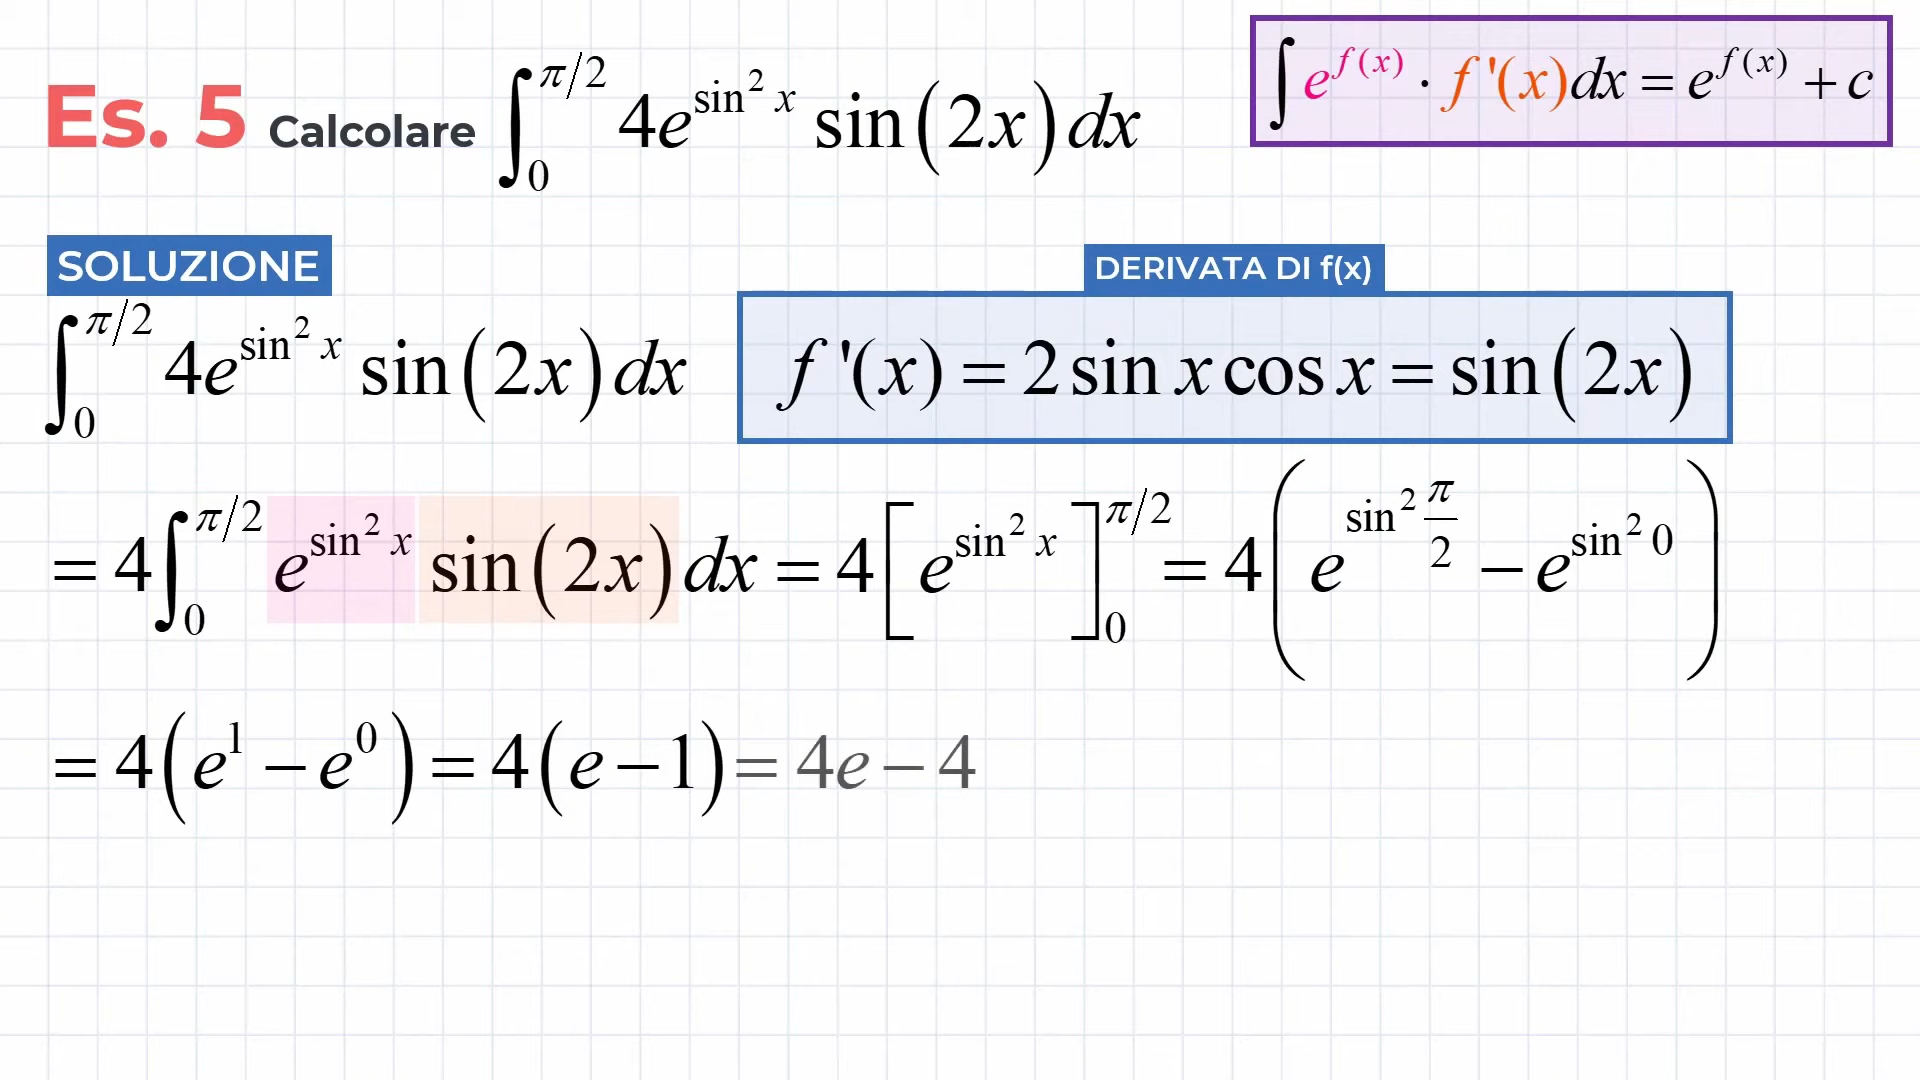 Es. 5 Calcolare ∫₀^{π/2} 4e^{sin² x} sin(2x)dx
∫e^{f(x)} · f'(x)dx = e^{f(x)} + c
SOLUZIONE
DERIVATA DI f(x)
∫₀^{π/2} 4e^{sin² x} sin(2x)dx
f'(x) = 2 sin x cos x = sin(2x)
= 4∫₀^{π/2} e^{sin² x} sin(2x)dx = 4[e^{sin² x}]₀^{π/2} = 4(e^{sin² π/2} − e^{sin² 0})
= 4(e¹ − e⁰) = 4(e − 1) = 4e − 4